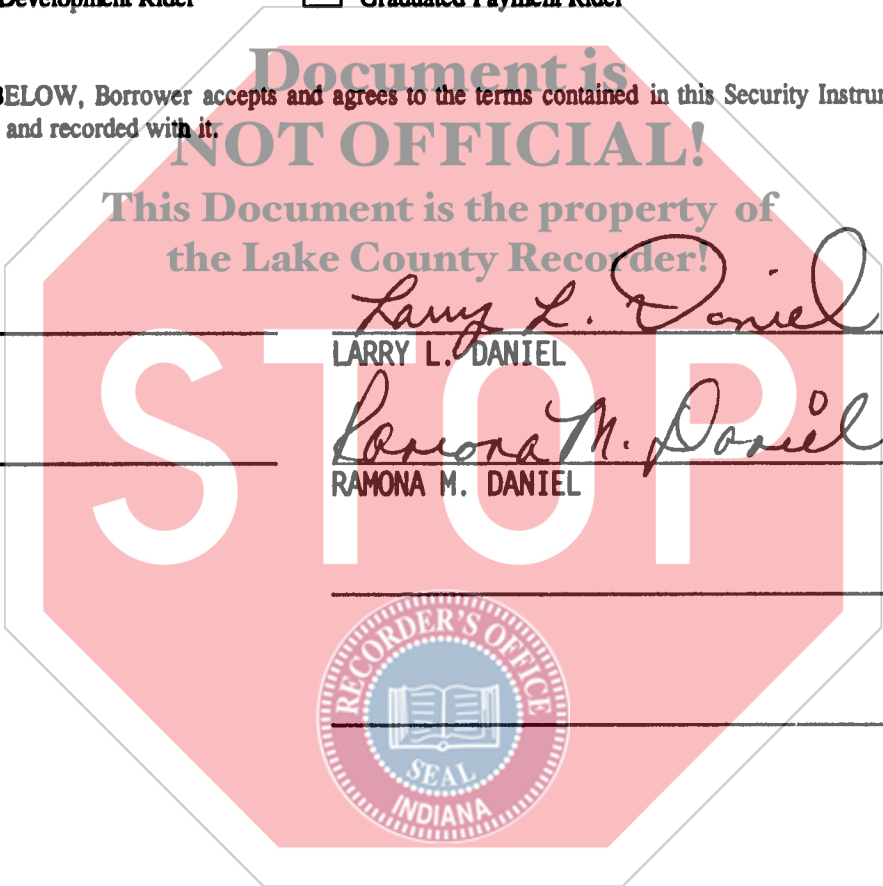 Development Rider Graduated Payment Rider
Document is
BELOW, Borrower accepts and agrees to the terms contained in this Security Instrum
and recorded with it.
NOT OFFICIAL!
This Document is the property of
the Lake County Recorder!
Larry L. Daniel
LARRY L. DANIEL
STOP
Ramona M. Daniel
RAMONA M. DANIEL
RECORDER'S OFFICE
SEAL
INDIANA